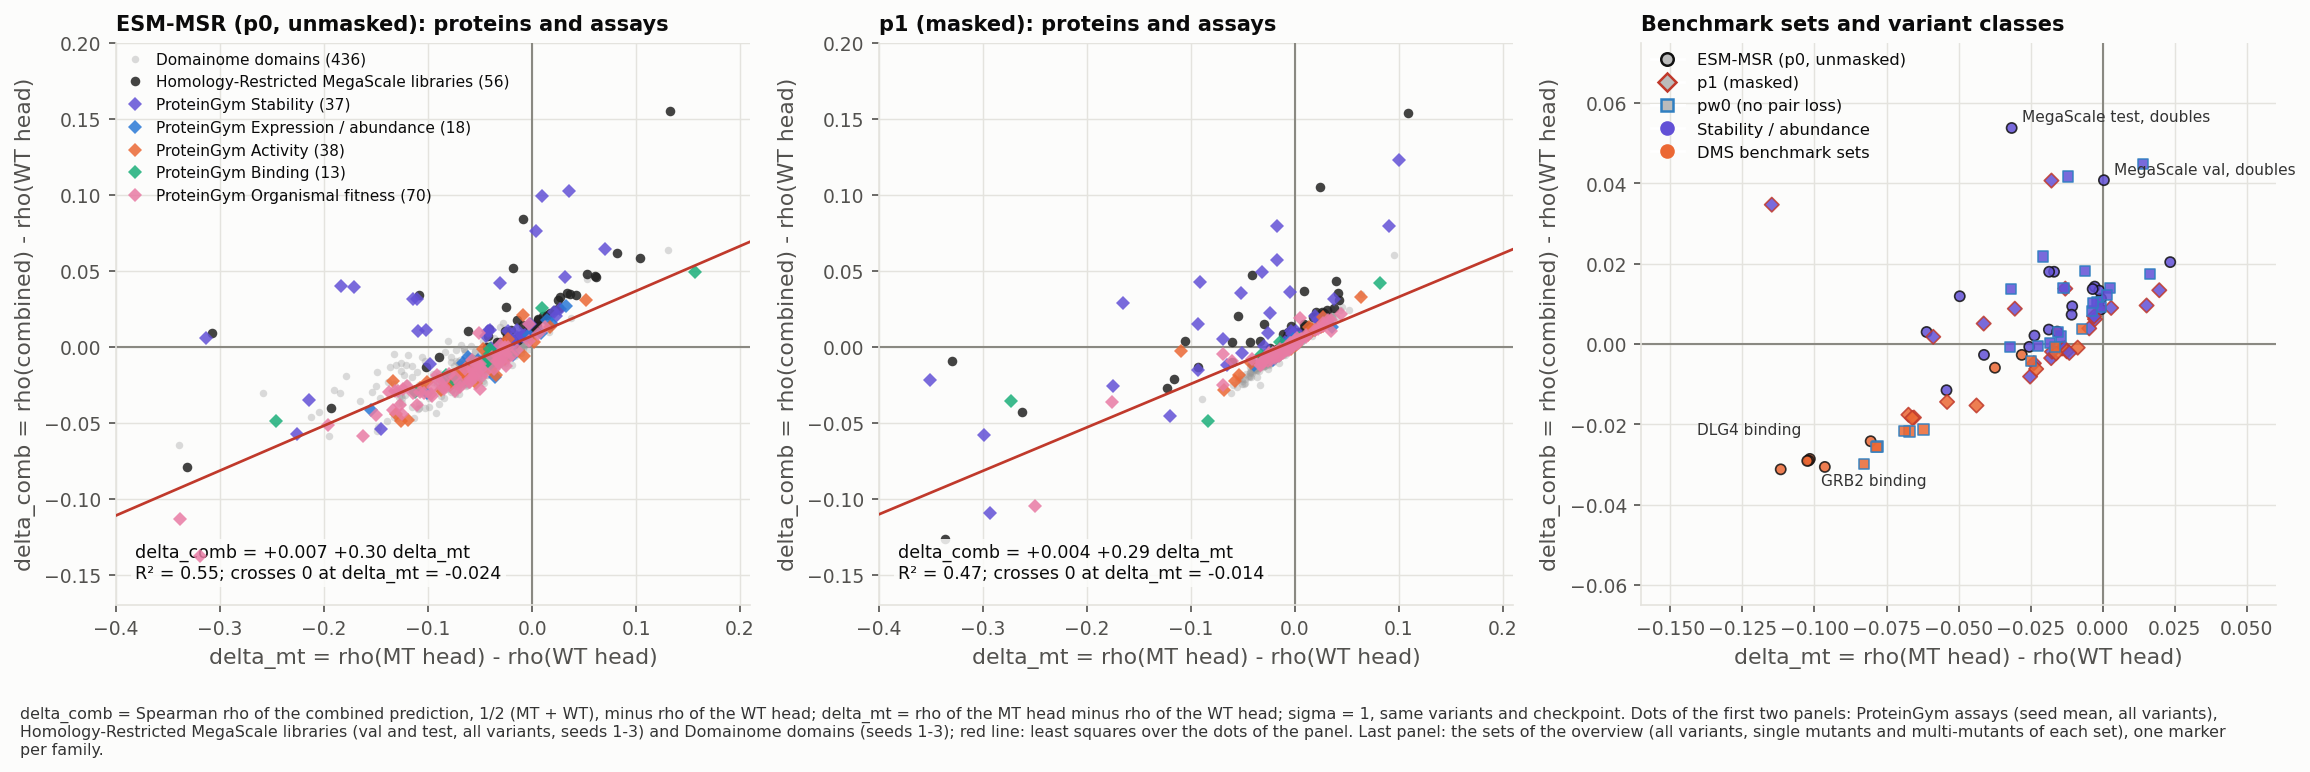 ESM-MSR (p0, unmasked): proteins and assays
delta_comb = rho(combined) - rho(WT head)
0.20
0.15
0.10
0.05
0.00
−0.05
−0.10
−0.15
Domainome domains (436)
Homology-Restricted MegaScale libraries (56)
ProteinGym Stability (37)
ProteinGym Expression / abundance (18)
ProteinGym Activity (38)
ProteinGym Binding (13)
ProteinGym Organismal fitness (70)
delta_comb = +0.007 +0.30 delta_mt
R² = 0.55; crosses 0 at delta_mt = -0.024
−0.4 −0.3 −0.2 −0.1 0.0 0.1 0.2
delta_mt = rho(MT head) - rho(WT head)
p1 (masked): proteins and assays
delta_comb = rho(combined) - rho(WT head)
0.20
0.15
0.10
0.05
0.00
−0.05
−0.10
−0.15
delta_comb = +0.004 +0.29 delta_mt
R² = 0.47; crosses 0 at delta_mt = -0.014
−0.4 −0.3 −0.2 −0.1 0.0 0.1 0.2
delta_mt = rho(MT head) - rho(WT head)
Benchmark sets and variant classes
delta_comb = rho(combined) - rho(WT head)
0.06
0.04
0.02
0.00
−0.02
−0.04
−0.06
ESM-MSR (p0, unmasked)
p1 (masked)
pw0 (no pair loss)
Stability / abundance
DMS benchmark sets
MegaScale test, doubles
MegaScale val, doubles
DLG4 binding
GRB2 binding
−0.150 −0.125 −0.100 −0.075 −0.050 −0.025 0.000 0.025 0.050
delta_mt = rho(MT head) - rho(WT head)
delta_comb = Spearman rho of the combined prediction, 1/2 (MT + WT), minus rho of the WT head; delta_mt = rho of the MT head minus rho of the WT head; sigma = 1, same variants and checkpoint. Dots of the first two panels: ProteinGym assays (seed mean, all variants),
Homology-Restricted MegaScale libraries (val and test, all variants, seeds 1-3) and Domainome domains (seeds 1-3); red line: least squares over the dots of the panel. Last panel: the sets of the overview (all variants, single mutants and multi-mutants of each set), one marker
per family.